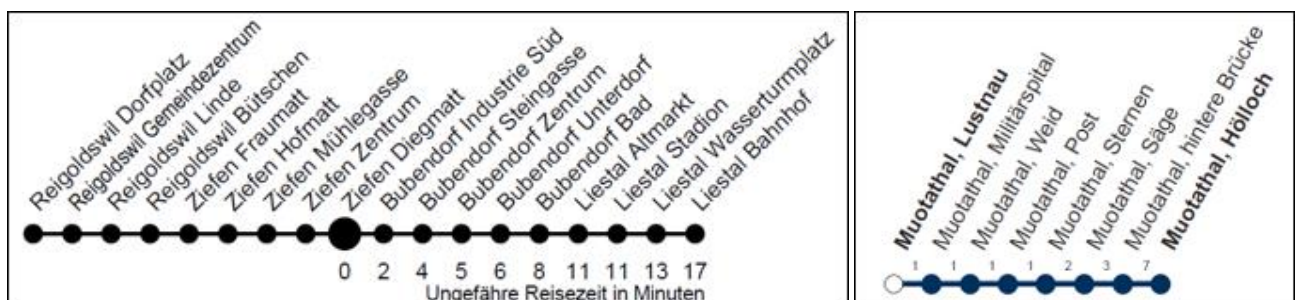 Reigoldswil Dorfplatz
Reigoldswil Gemeindezentrum
Reigoldswil Linde
Reigoldswil Bütschen
Ziefen Fraumatt
Ziefen Hofmatt
Ziefen Mühlegasse
Ziefen Zentrum
Ziefen Diegmatt
Bubendorf Industrie Süd
Bubendorf Steingasse
Bubendorf Zentrum
Bubendorf Unterdorf
Bubendorf Bad
Liestal Altmarkt
Liestal Stadion
Liestal Wasserturmplatz
Liestal Bahnhof
0 2 4 5 6 8 11 11 13 17
Ungefähre Reisezeit in Minuten
Muotathal, Lustnau
Muotathal, Militärspital
Muotathal, Weid
Muotathal, Post
Muotathal, Sternen
Muotathal, Säge
Muotathal, hintere Brücke
Muotathal, Hölloch
1 1 1 1 2 3 7